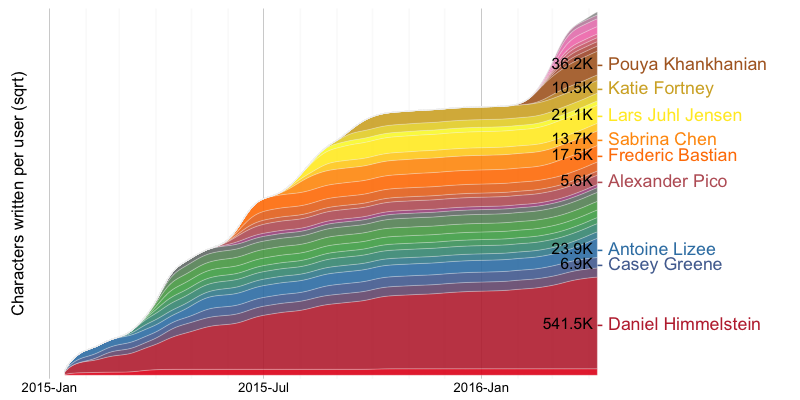 Characters written per user (sqrt)
36.2K Pouya Khankhanian
10.5K Katie Fortney
21.1K Lars Juhl Jensen
13.7K Sabrina Chen
17.5K Frederic Bastian
5.6K Alexander Pico
23.9K Antoine Lizee
6.9K Casey Greene
541.5K Daniel Himmelstein
2015-Jan 2015-Jul 2016-Jan